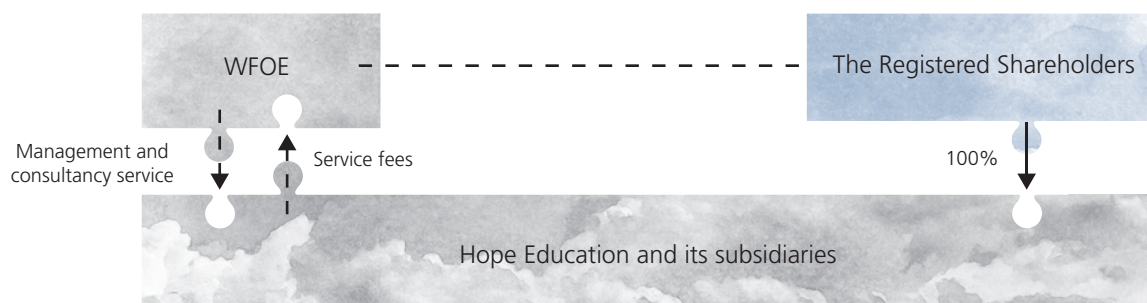 WFOE
The Registered Shareholders
Management and
consultancy service
Service fees
100%
Hope Education and its subsidiaries